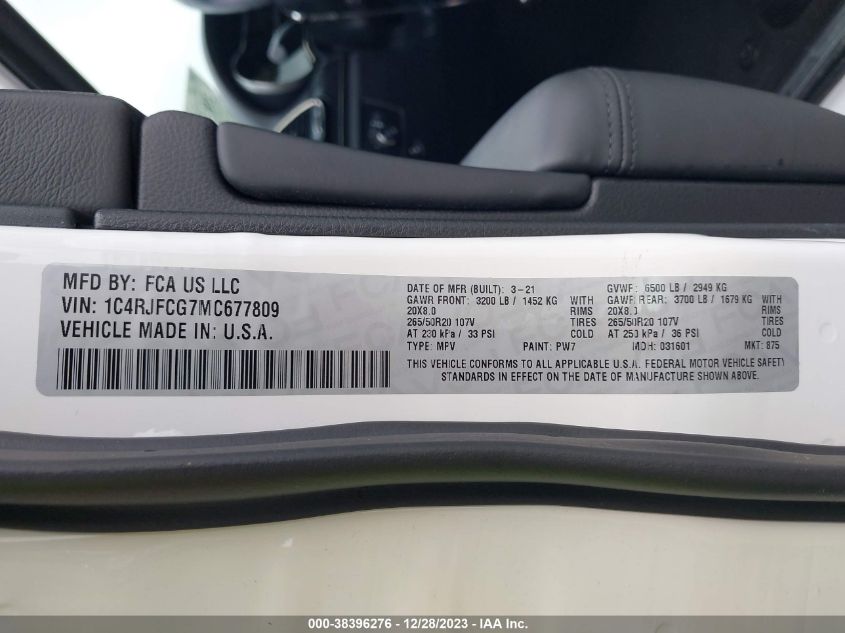 MFD BY: FCA US LLC
VIN: 1C4RJFCG7MC677809
VEHICLE MADE IN: U.S.A.
DATE OF MFR (BUILT): 3-21
GAWR FRONT: 3200 LB / 1452 KG WITH
20X8.0 RIMS
265/50R20 107V TIRES
AT 230 kPa / 33 PSI COLD
TYPE: MPV PAINT: PW7
GVWR: 6500 LB / 2949 KG
GAWR REAR: 3700 LB / 1679 KG WITH
20X8.0 RIMS
265/50R20 107V TIRES
AT 250 kPa / 36 PSI COLD
MDH: 031601 MKT: 875
THIS VEHICLE CONFORMS TO ALL APPLICABLE U.S.A. FEDERAL MOTOR VEHICLE SAFETY
STANDARDS IN EFFECT ON THE DATE OF MANUFACTURE SHOWN ABOVE.
000-38396276 - 12/28/2023 - IAA Inc.